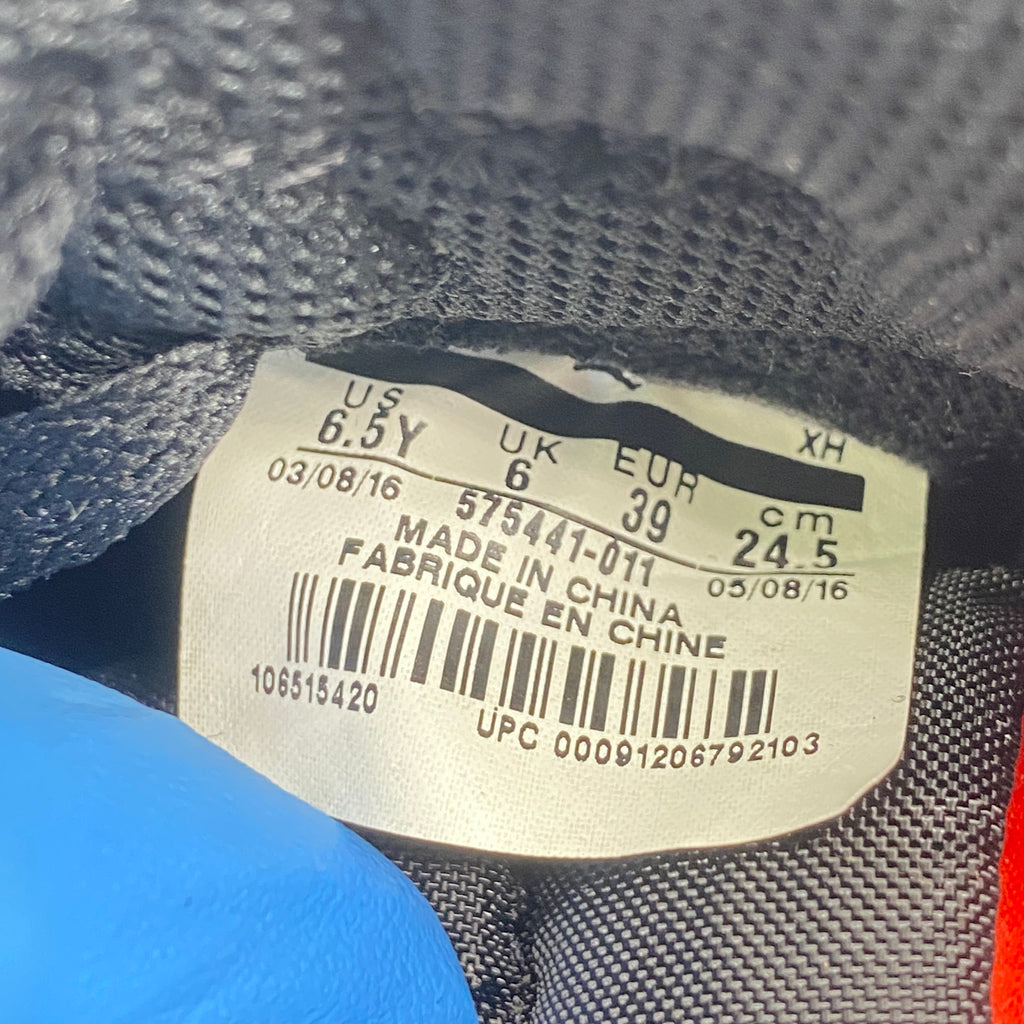 XH
US UK EUR cm
6.5Y 6 39 24.5
03/08/16 575441-011 05/08/16
MADE IN CHINA
FABRIQUE EN CHINE
106515420
UPC 00091206792103